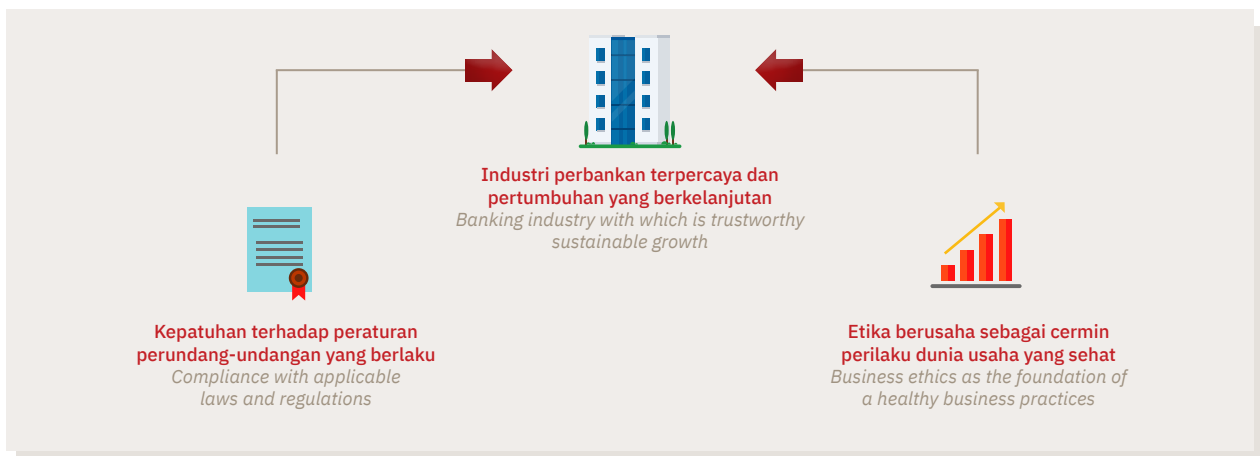 Industri perbankan terpercaya dan
pertumbuhan yang berkelanjutan
Banking industry with which is trustworthy
sustainable growth
Kepatuhan terhadap peraturan
perundang-undangan yang berlaku
Compliance with applicable
laws and regulations
Etika berusaha sebagai cermin
perilaku dunia usaha yang sehat
Business ethics as the foundation of
a healthy business practices